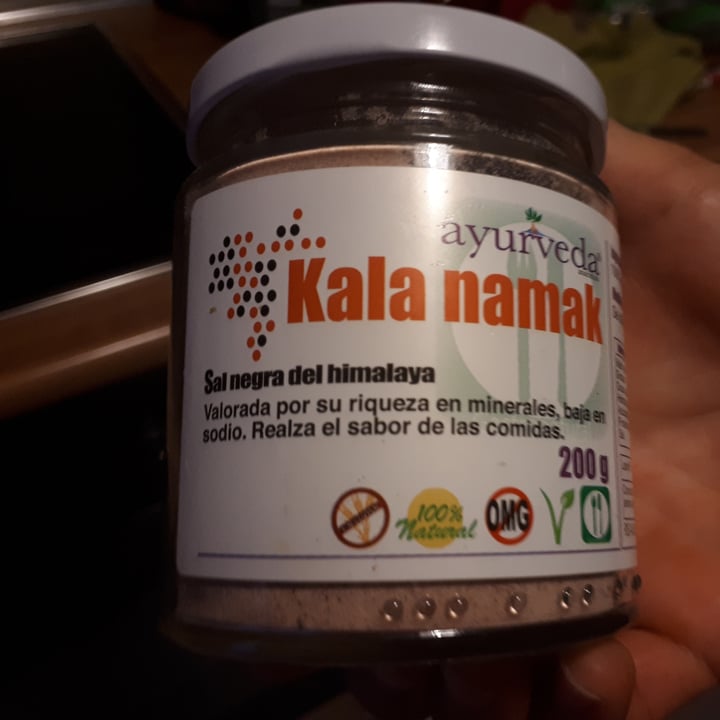 ayurveda
Kala namak
Sal negra del himalaya
Valorada por su riqueza en minerales, baja en
sodio. Realza el sabor de las comidas.
200 g
100%
Natural
OMG